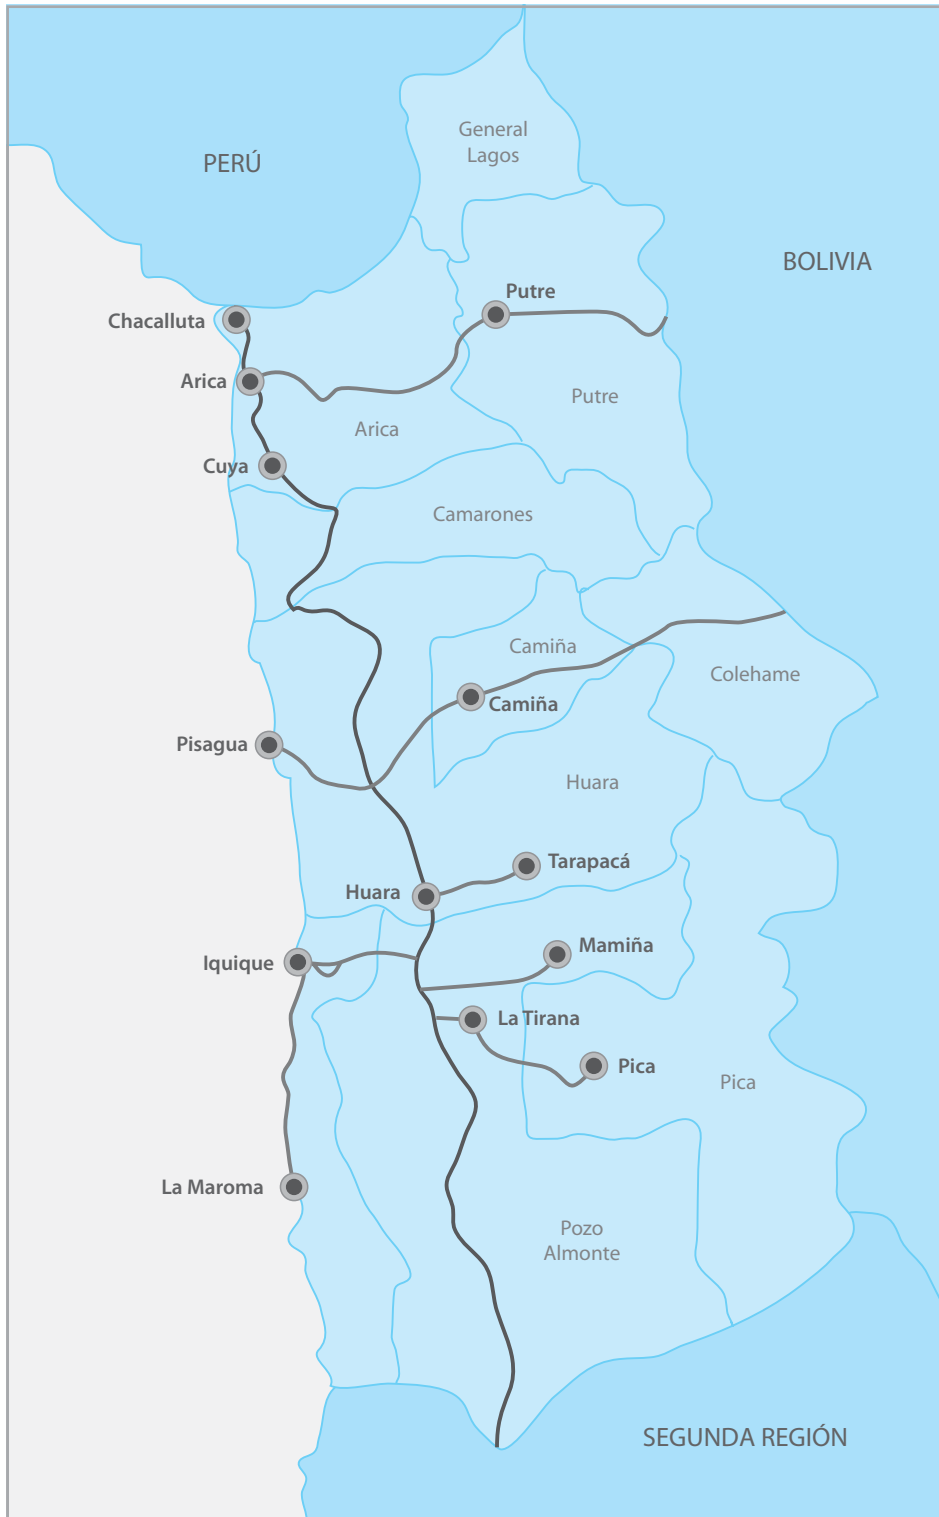 General
Lagos
PERÚ
BOLIVIA
Putre
Chacalluta
Arica
Putre
Arica
Cuya
Camarones
Camiña
Colehame
Camiña
Pisagua
Huara
Tarapacá
Huara
Mamiña
Iquique
La Tirana
Pica
Pica
La Maroma
Pozo
Almonte
SEGUNDA REGIÓN